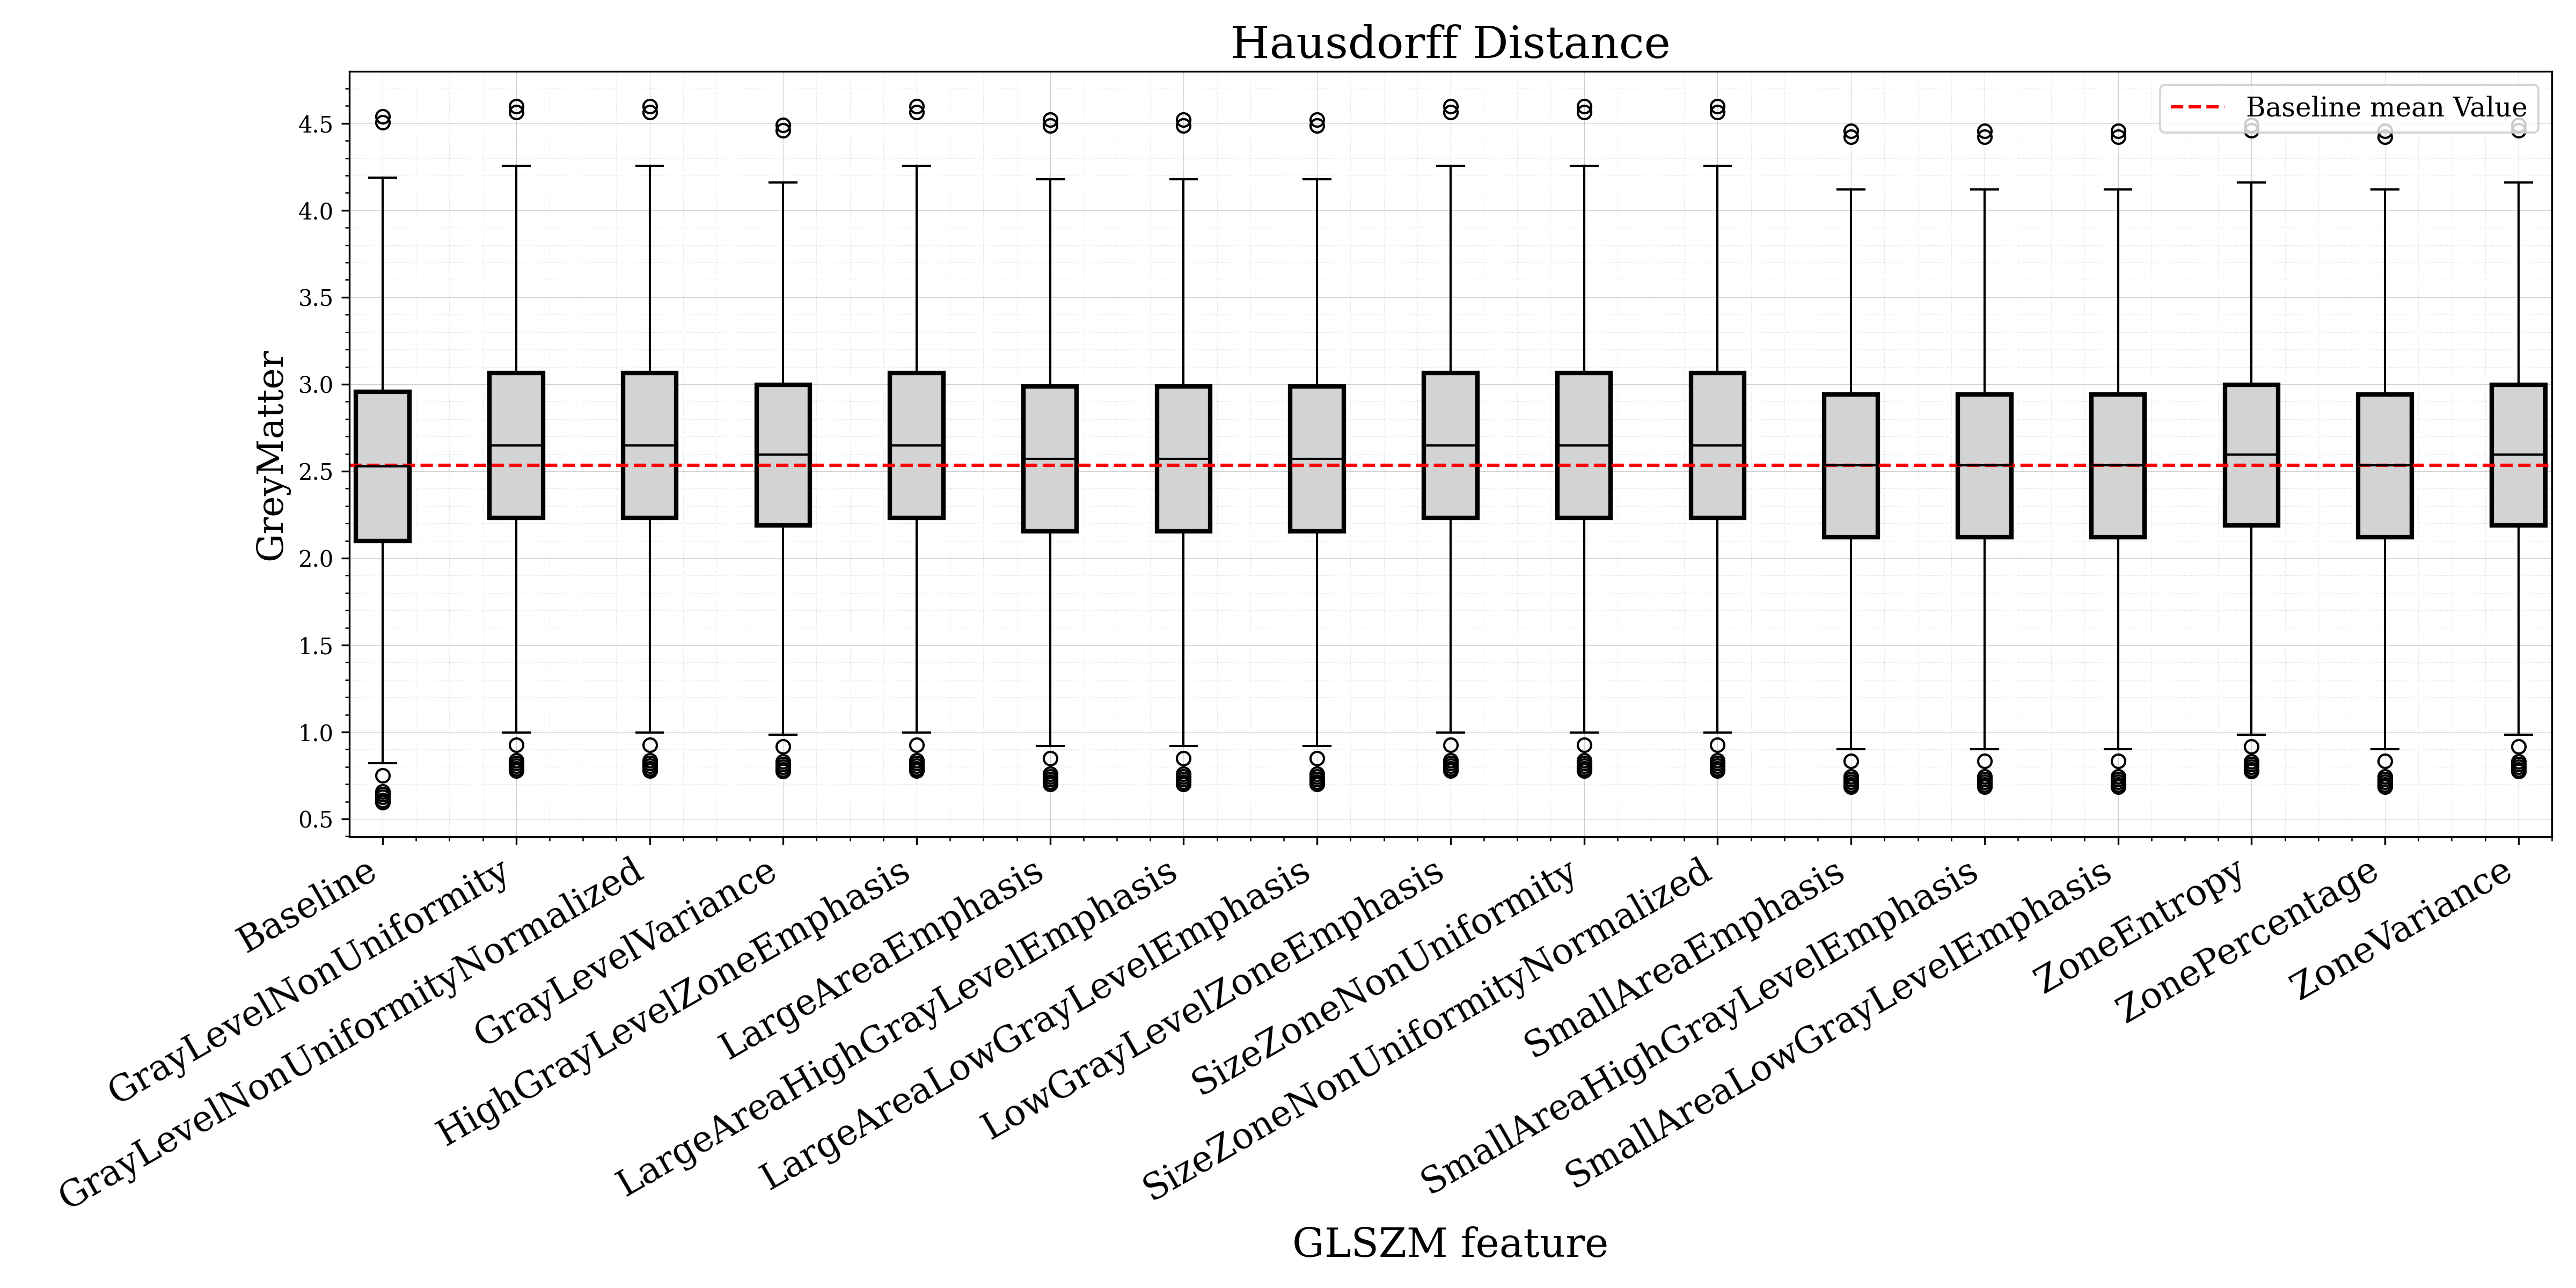 Hausdorff Distance
Baseline mean Value
GreyMatter
4.5
4.0
3.5
3.0
2.5
2.0
1.5
1.0
0.5
Baseline
GrayLevelNonUniformity
GrayLevelNonUniformityNormalized
GrayLevelVariance
HighGrayLevelZoneEmphasis
LargeAreaEmphasis
LargeAreaHighGrayLevelEmphasis
LargeAreaLowGrayLevelEmphasis
LowGrayLevelZoneEmphasis
SizeZoneNonUniformity
SizeZoneNonUniformityNormalized
SmallAreaEmphasis
SmallAreaHighGrayLevelEmphasis
SmallAreaLowGrayLevelEmphasis
ZoneEntropy
ZonePercentage
ZoneVariance
GLSZM feature